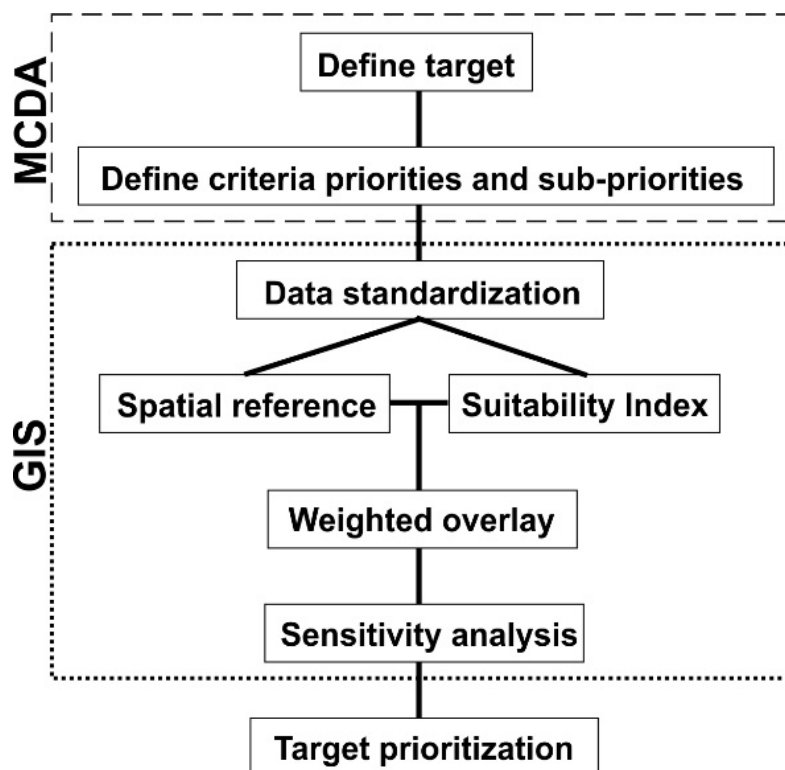 MCDA
Define target
Define criteria priorities and sub-priorities
GIS
Data standardization
Spatial reference
Suitability Index
Weighted overlay
Sensitivity analysis
Target prioritization